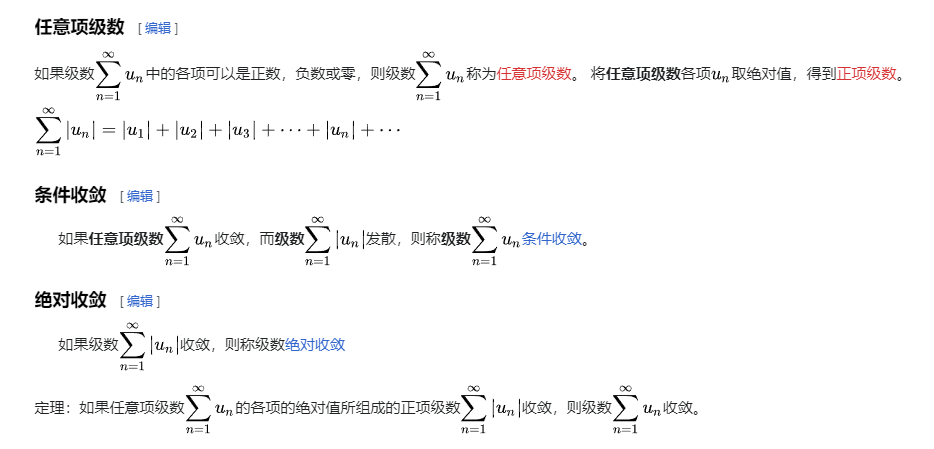 任意项级数 [编辑]
如果级数$\sum_{n=1}^{\infty} u_n$中的各项可以是正数，负数或零，则级数$\sum_{n=1}^{\infty} u_n$称为任意项级数。 将任意项级数各项$u_n$取绝对值，得到正项级数。
$\sum_{n=1}^{\infty} |u_n| = |u_1| + |u_2| + |u_3| + \cdots + |u_n| + \cdots$
条件收敛 [编辑]
如果任意项级数$\sum_{n=1}^{\infty} u_n$收敛，而级数$\sum_{n=1}^{\infty} |u_n|$发散，则称级数$\sum_{n=1}^{\infty} u_n$条件收敛。
绝对收敛 [编辑]
如果级数$\sum_{n=1}^{\infty} |u_n|$收敛，则称级数绝对收敛
定理：如果任意项级数$\sum_{n=1}^{\infty} u_n$的各项的绝对值所组成的正项级数$\sum_{n=1}^{\infty} |u_n|$收敛，则级数$\sum_{n=1}^{\infty} u_n$收敛。